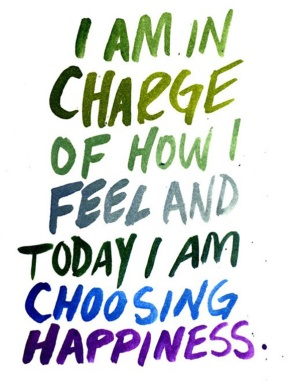 I AM IN
CHARGE
OF HOW I
FEEL AND
TODAY I AM
CHOOSING
HAPPINESS.